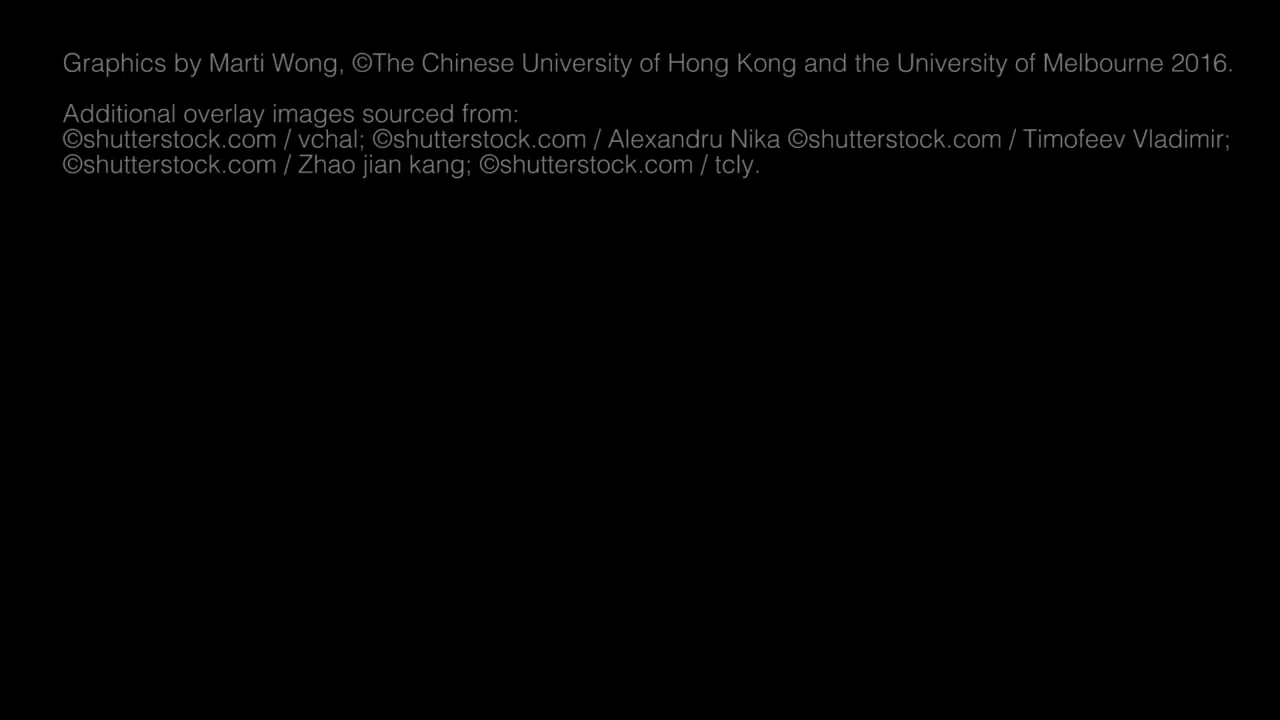 Graphics by Marti Wong, ©The Chinese University of Hong Kong and the University of Melbourne 2016.
Additional overlay images sourced from:
©shutterstock.com / vchal; ©shutterstock.com / Alexandru Nika ©shutterstock.com / Timofeev Vladimir;
©shutterstock.com / Zhao jian kang; ©shutterstock.com / tcly.